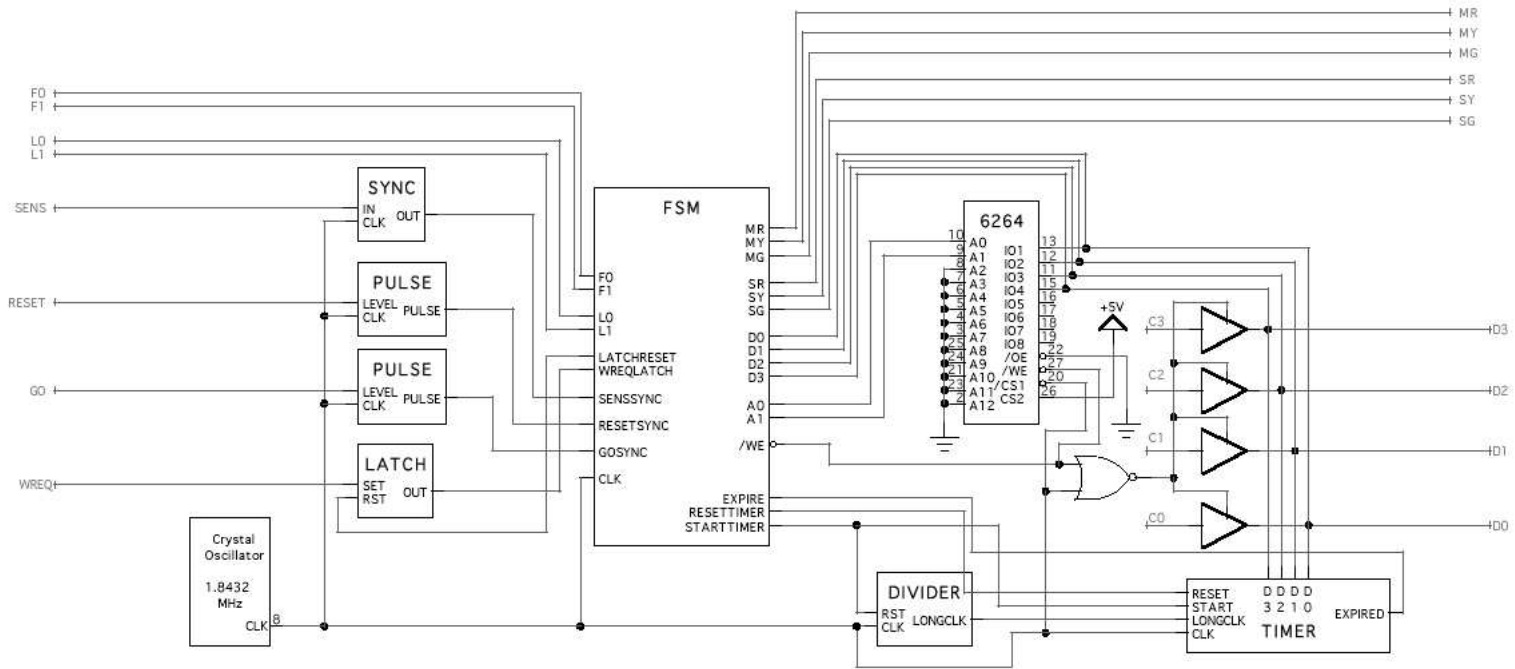 MR
MY
MG
SR
SY
SG
F0
F1
L0
L1
SENS
RESET
GO
WREQ
SYNC
IN
CLK
OUT
PULSE
LEVEL
CLK
PULSE
PULSE
LEVEL
CLK
PULSE
LATCH
SET
RST
OUT
Crystal
Oscillator
1.8432
MHz
CLK
8
FSM
F0
F1
L0
L1
LATCHRESET
WREQLATCH
SENSSYNC
RESETSYNC
GOSYNC
CLK
MR
MY
MG
SR
SY
SG
D0
D1
D2
D3
A0
A1
/WE
EXPIRE
RESETTIMER
STARTTIMER
6264
10 A0
9 A1
8 A2
7 A3
6 A4
5 A5
4 A6
3 A7
25 A8
24 A9
21 A10
23 A11
2 A12
IO1 13
IO2 12
IO3 11
IO4 15
IO5 16
IO6 17
IO7 18
IO8 19
/OE 22
/WE 27
/CS1 20
CS2 26
+5V
C3
D3
C2
D2
C1
D1
C0
D0
DIVIDER
RST
CLK
LONGCLK
RESET
START
LONGCLK
CLK
D D D D
3 2 1 0
TIMER
EXPIRED